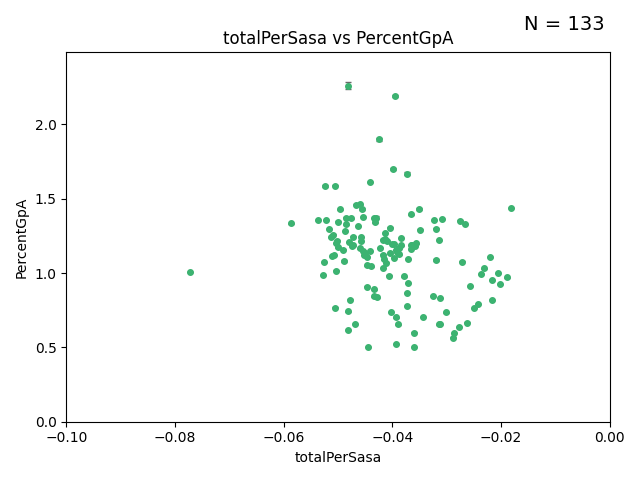 N = 133
totalPerSasa vs PercentGpA
PercentGpA
2.0
1.5
1.0
0.5
0.0
−0.10 −0.08 −0.06 −0.04 −0.02 0.00
totalPerSasa